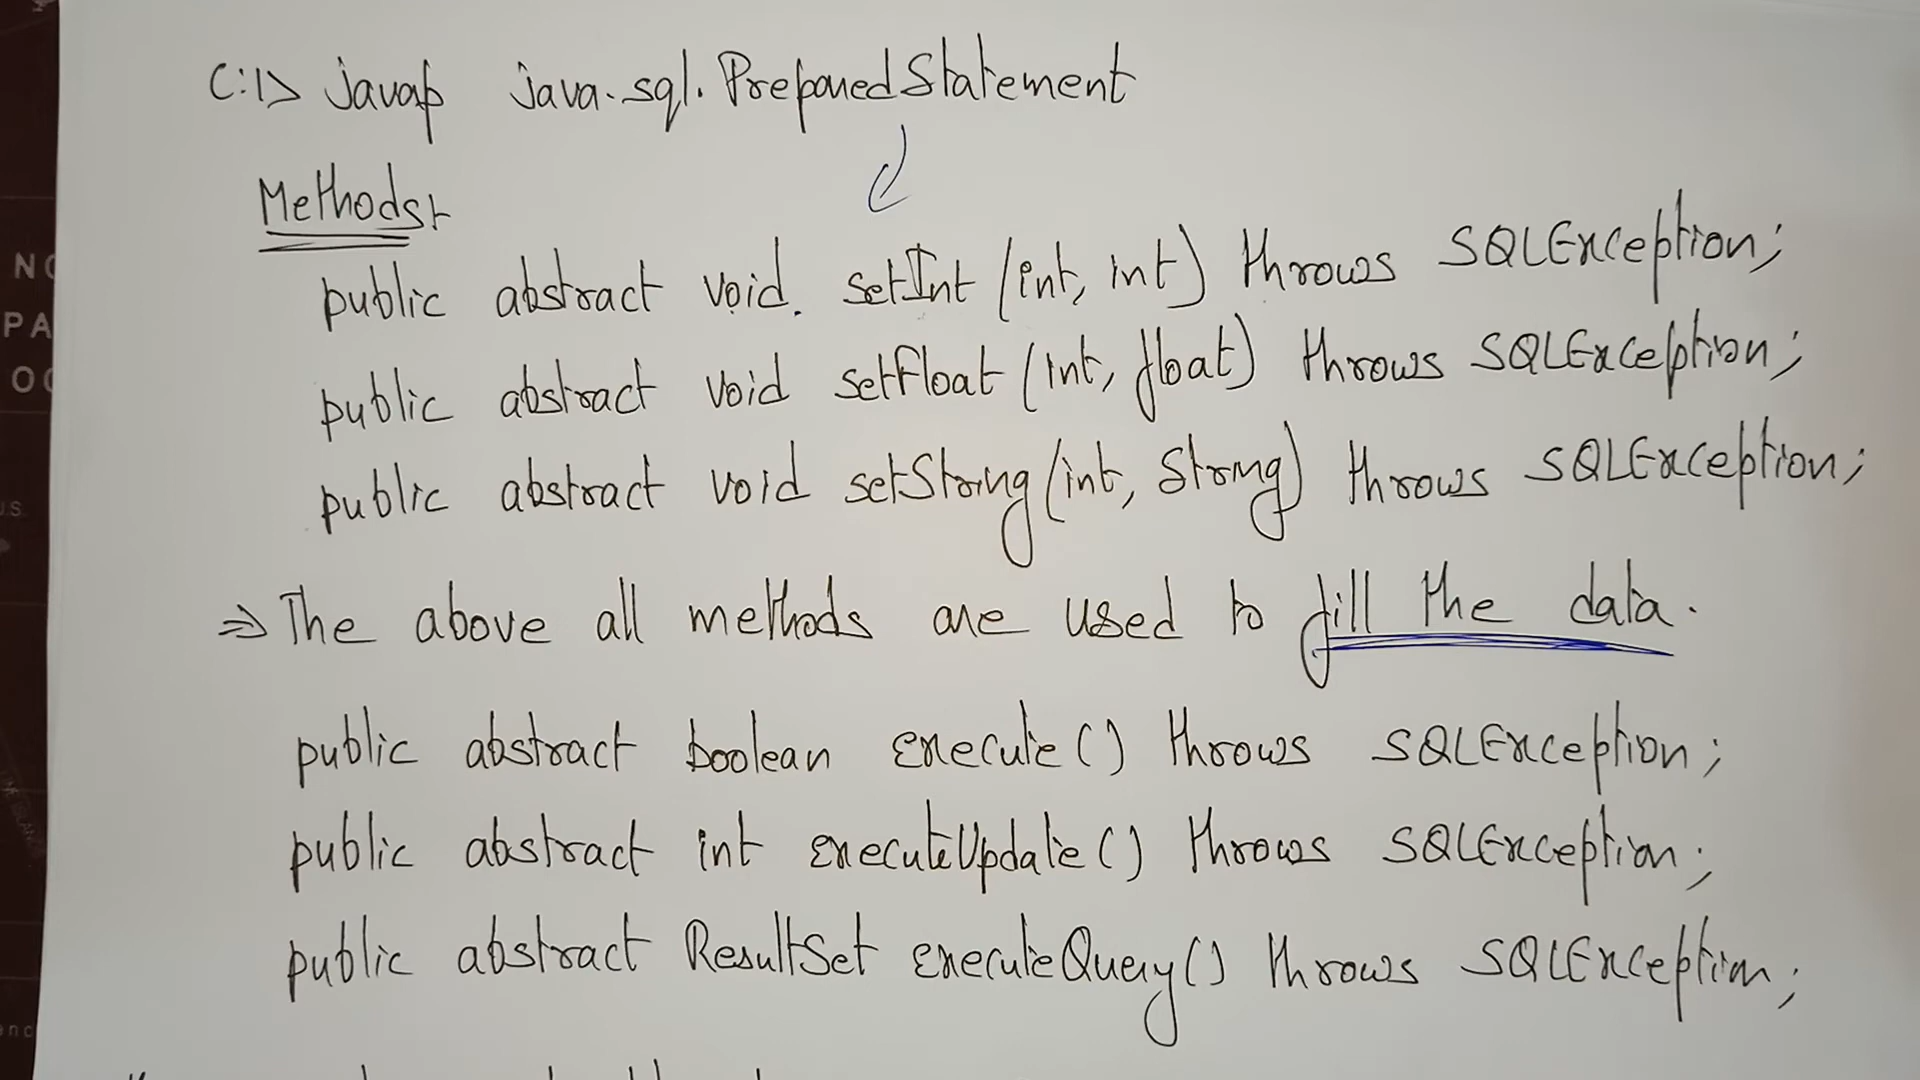 C:\> javap java.sql.PreparedStatement
Methods:-
public abstract void. setInt (int, int) throws SQLException;
public abstract void setFloat (int, float) throws SQLException;
public abstract void setString (int, String) throws SQLException;
⇒ The above all methods are used to fill the data.
public abstract boolean execute() throws SQLException;
public abstract int executeUpdate() throws SQLException;
public abstract ResultSet executeQuery() throws SQLException;
NO
PA